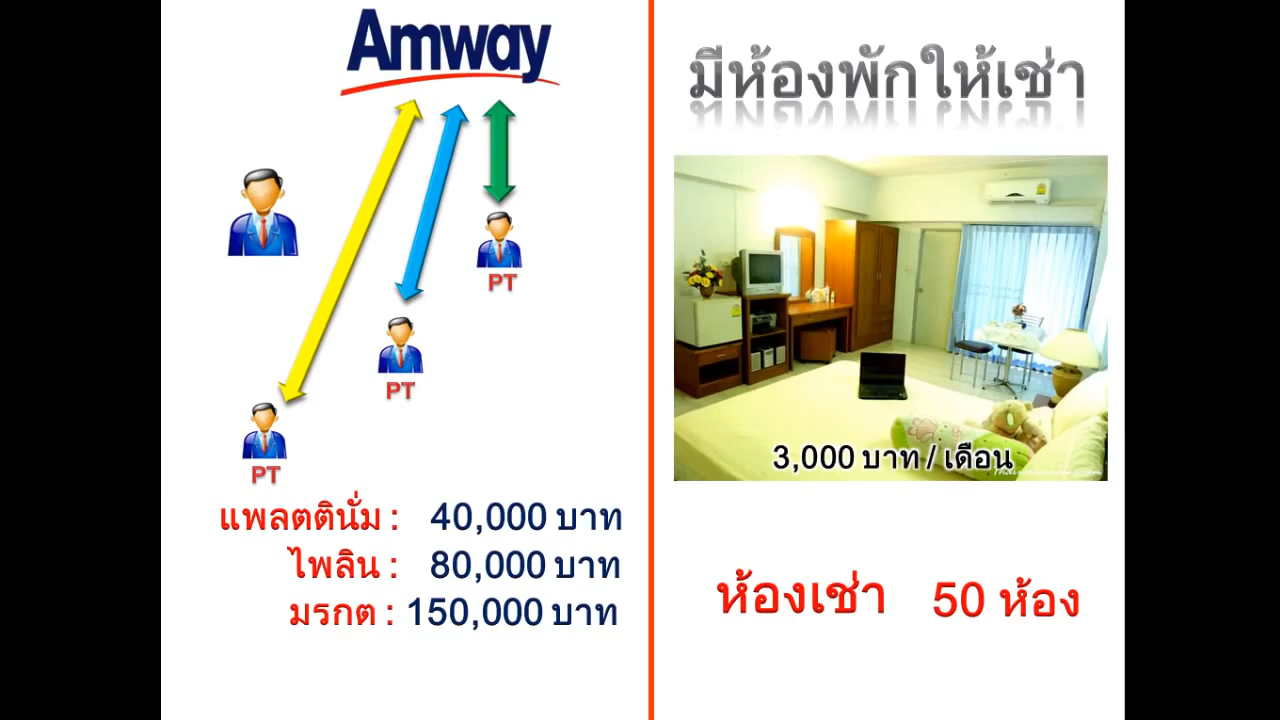 Amway
PT
PT
PT
แพลตตินั่ม : 40,000 บาท
ไพลิน : 80,000 บาท
มรกต : 150,000 บาท
มีห้องพักให้เช่า
3,000 บาท / เดือน
ห้องเช่า 50 ห้อง